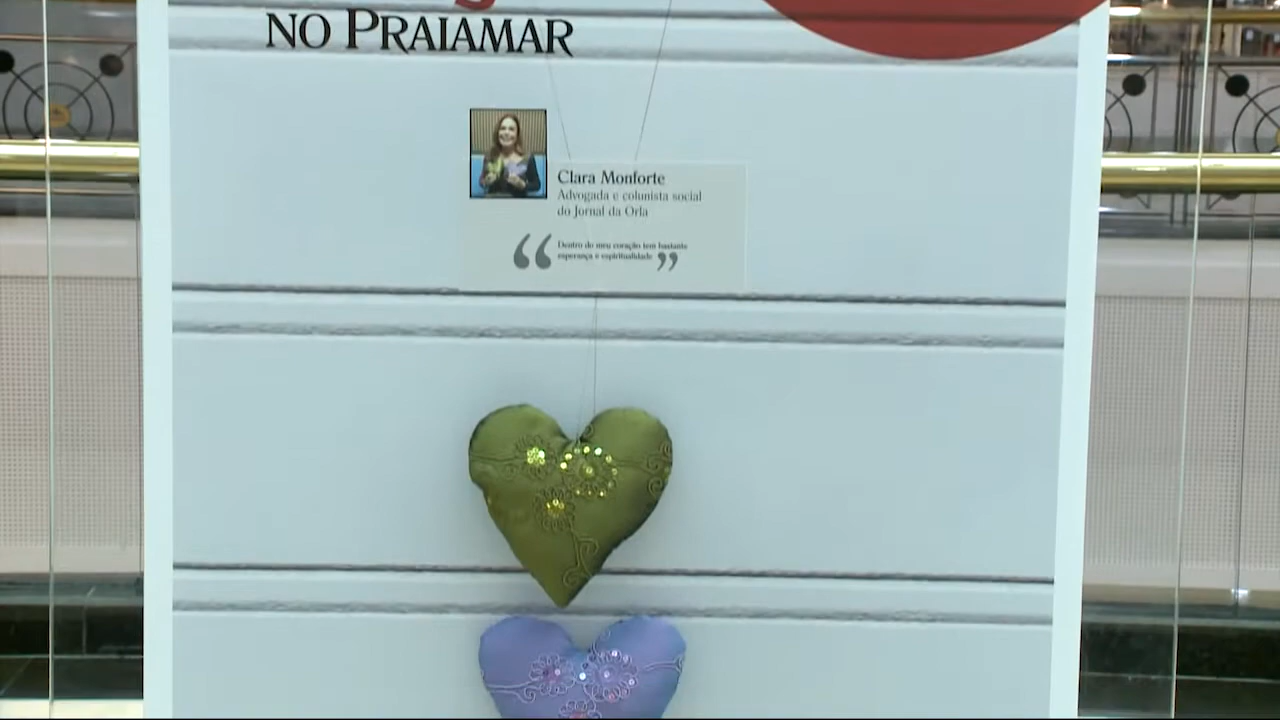 NO PRAIAMAR
Clara Monforte
Advogada e colunista social
do Jornal da Orla
“ Dentro do meu coração tem bastante
esperança e espiritualidade ”